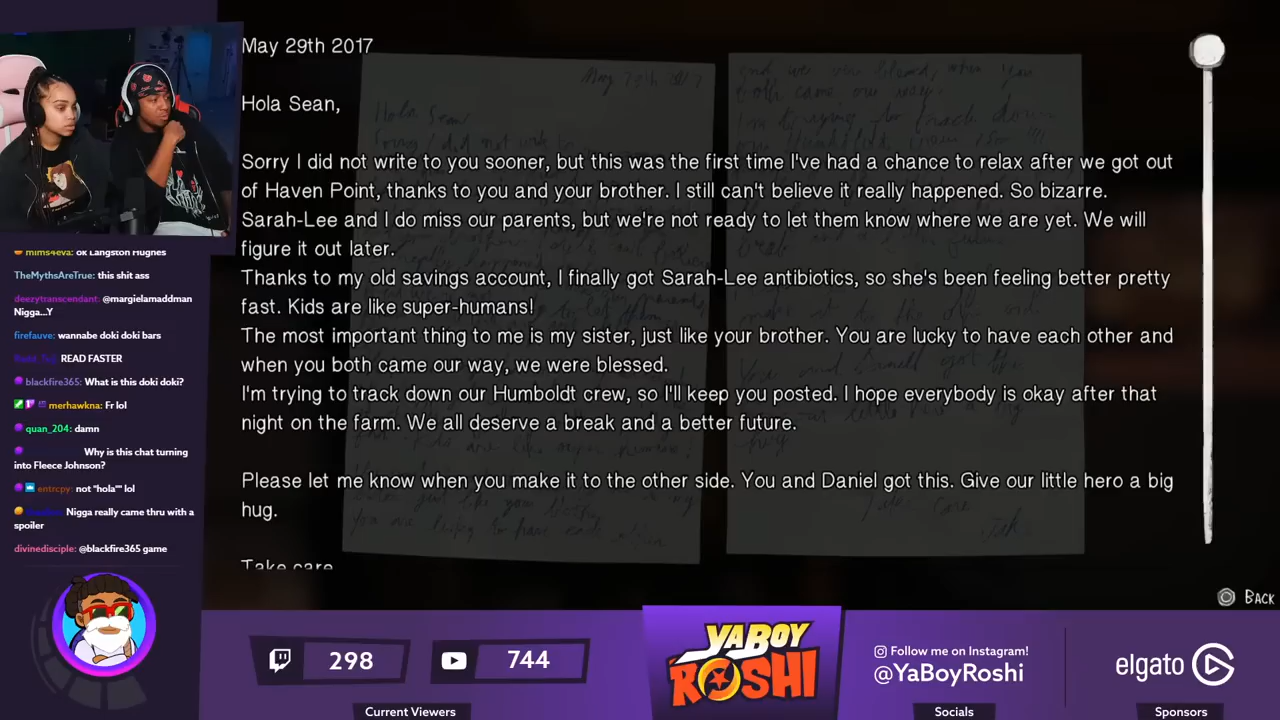 May 29th 2017
Hola Sean,
Sorry I did not write to you sooner, but this was the first time I've had a chance to relax after we got out
of Haven Point, thanks to you and your brother. I still can't believe it really happened. So bizarre.
Sarah-Lee and I do miss our parents, but we're not ready to let them know where we are yet. We will
figure it out later.
Thanks to my old savings account, I finally got Sarah-Lee antibiotics, so she's been feeling better pretty
fast. Kids are like super-humans!
The most important thing to me is my sister, just like your brother. You are lucky to have each other and
when you both came our way, we were blessed.
I'm trying to track down our Humboldt crew, so I'll keep you posted. I hope everybody is okay after that
night on the farm. We all deserve a break and a better future.
Please let me know when you make it to the other side. You and Daniel got this. Give our little hero a big
hug.
Take care
BACK
mims4eva: ok Langston Hughes
TheMythsAreTrue: this shit ass
deezytranscendant: @margielamaddman
Nigga...Y
firefauve: wannabe doki doki bars
READ FASTER
blackfire365: What is this doki doki?
merhawkna: Fr lol
quan_204: damn
Why is this chat turning
into Fleece Johnson?
entrcpy: not "hola"" lol
Nigga really came thru with a
spoiler
divinedisciple: @blackfire365 game
298
744
Current Viewers
YABOY
ROSHI
Follow me on Instagram!
@YaBoyRoshi
Socials
elgato
Sponsors